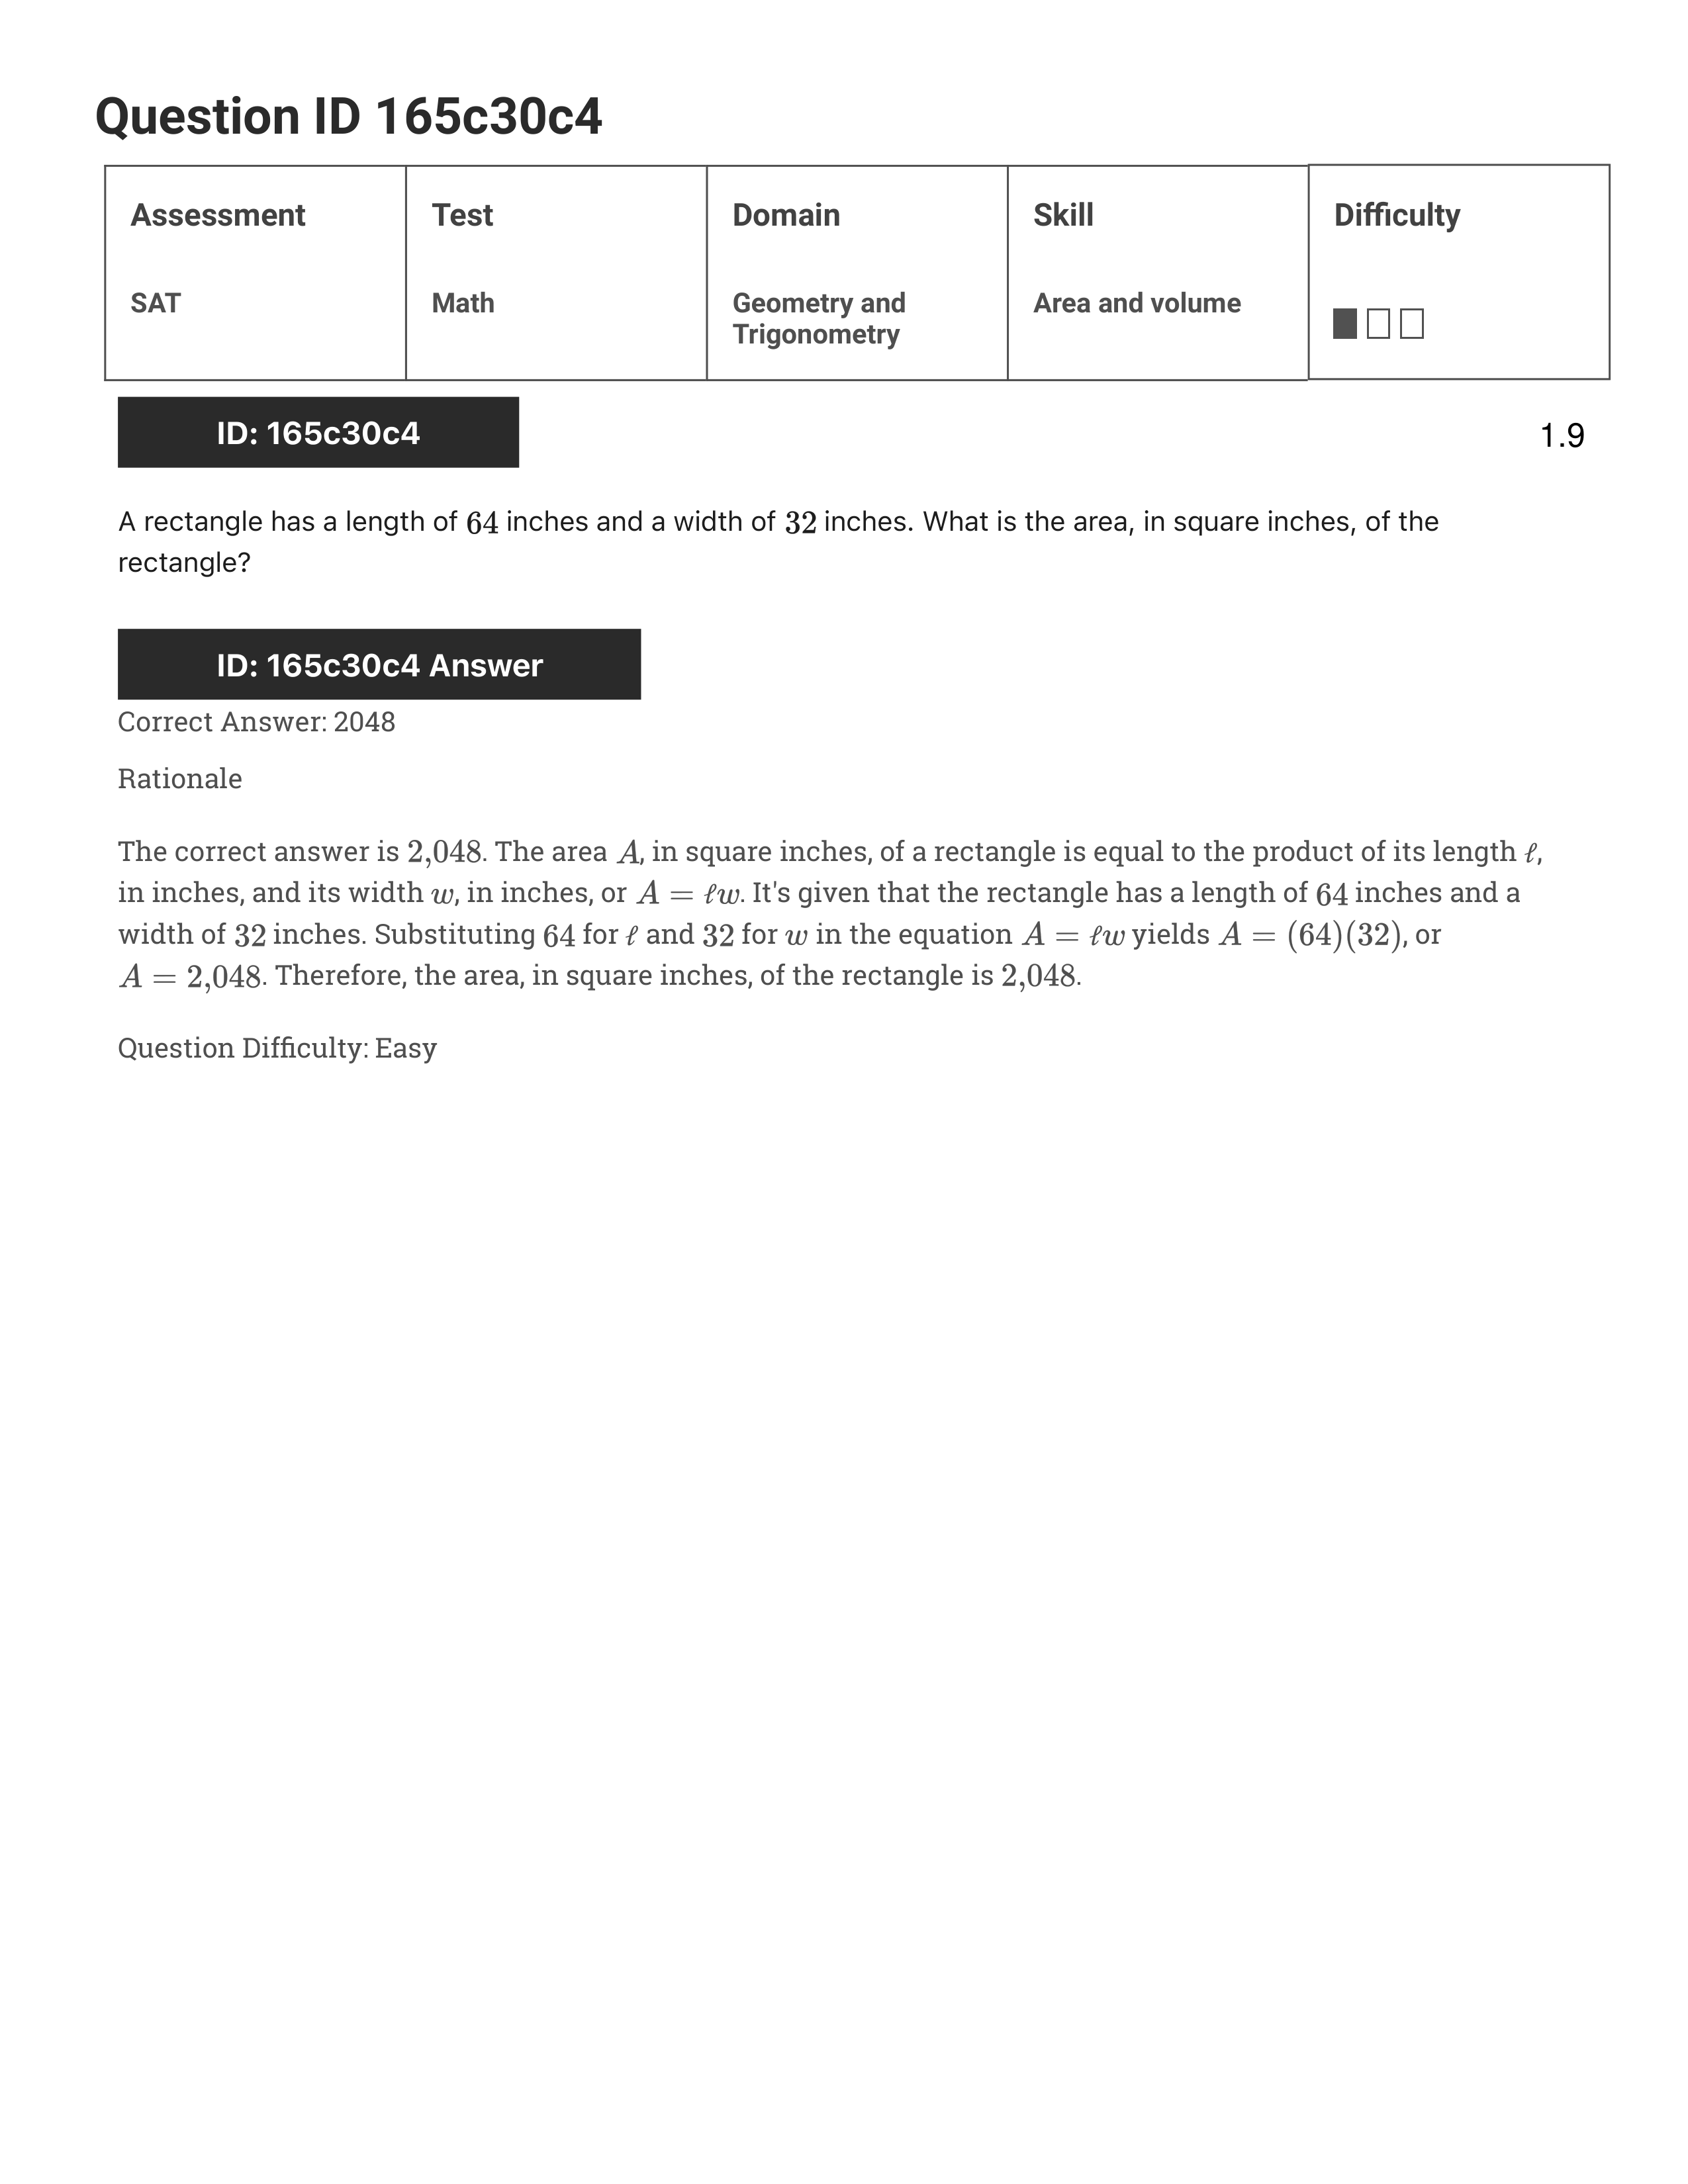 Question ID 165c30c4
Assessment Test Domain Skill Difficulty
SAT Math Geometry and Trigonometry Area and volume
ID: 165c30c4 1.9
A rectangle has a length of 64 inches and a width of 32 inches. What is the area, in square inches, of the
rectangle?
ID: 165c30c4 Answer
Correct Answer: 2048
Rationale
The correct answer is 2,048. The area A, in square inches, of a rectangle is equal to the product of its length ℓ,
in inches, and its width w, in inches, or A = ℓw. It's given that the rectangle has a length of 64 inches and a
width of 32 inches. Substituting 64 for ℓ and 32 for w in the equation A = ℓw yields A = (64)(32), or
A = 2,048. Therefore, the area, in square inches, of the rectangle is 2,048.
Question Difficulty: Easy